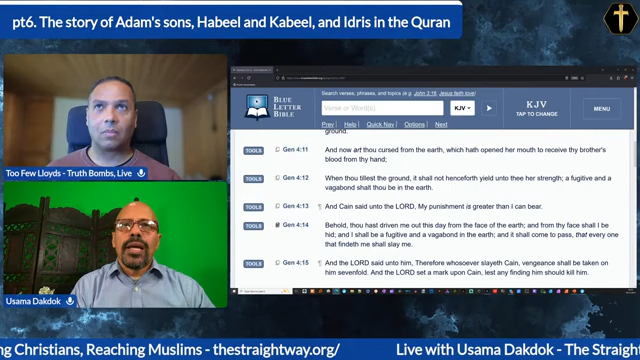 pt6. The story of Adam's sons, Habeel and Kabeel, and Idris in the Quran
Too Few Lloyds - Truth Bombs, Live
Usama Dakdok
BLUE
LETTER
BIBLE
Search verses, phrases, and topics (e.g. John 3:16, Jesus faith love)
Verse or Word(s)
KJV
KJV
TAP TO CHANGE
MENU
Prev | Help | Quick Nav | Options | Next
ground.
TOOLS Gen 4:11 And now art thou cursed from the earth, which hath opened her mouth to receive thy brother's
blood from thy hand;
TOOLS Gen 4:12 When thou tillest the ground, it shall not henceforth yield unto thee her strength; a fugitive and a
vagabond shalt thou be in the earth.
TOOLS Gen 4:13 ¶ And Cain said unto the LORD, My punishment is greater than I can bear.
TOOLS Gen 4:14 Behold, thou hast driven me out this day from the face of the earth; and from thy face shall I be
hid; and I shall be a fugitive and a vagabond in the earth; and it shall come to pass, that every one
that findeth me shall slay me.
TOOLS Gen 4:15 ¶ And the LORD said unto him, Therefore whosoever slayeth Cain, vengeance shall be taken on
him sevenfold. And the LORD set a mark upon Cain, lest any finding him should kill him.
ng Christians, Reaching Muslims - thestraightway.org/ Live with Usama Dakdok - The Straight